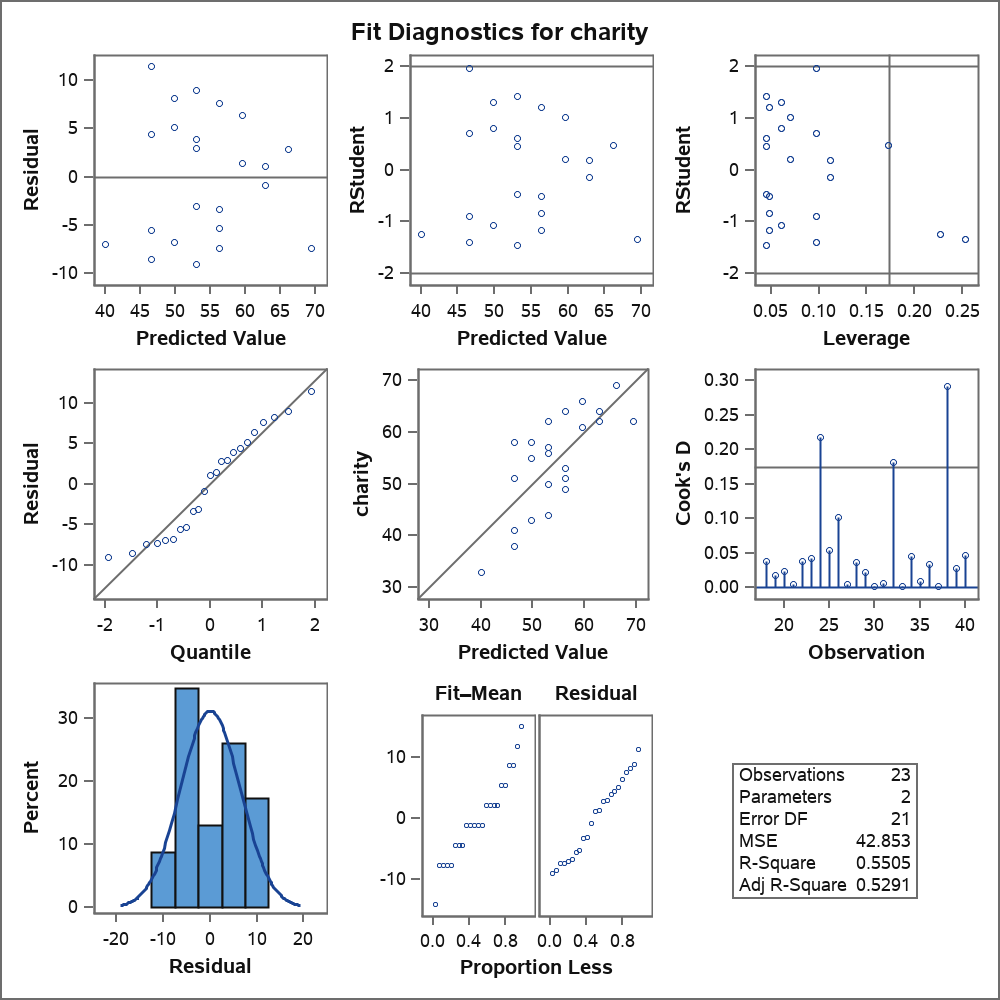 Fit Diagnostics for charity
Residual
10
5
0
-5
-10
40 45 50 55 60 65 70
Predicted Value
RStudent
2
1
0
-1
-2
40 45 50 55 60 65 70
Predicted Value
RStudent
2
1
0
-1
-2
0.05 0.10 0.15 0.20 0.25
Leverage
Residual
10
5
0
-5
-10
-2 -1 0 1 2
Quantile
charity
70
60
50
40
30
30 40 50 60 70
Predicted Value
Cook's D
0.30
0.25
0.20
0.15
0.10
0.05
0.00
20 25 30 35 40
Observation
Percent
30
20
10
0
-20 -10 0 10 20
Residual
Fit–Mean Residual
10
0
-10
0.0 0.4 0.8 0.0 0.4 0.8
Proportion Less
Observations 23
Parameters 2
Error DF 21
MSE 42.853
R-Square 0.5505
Adj R-Square 0.5291